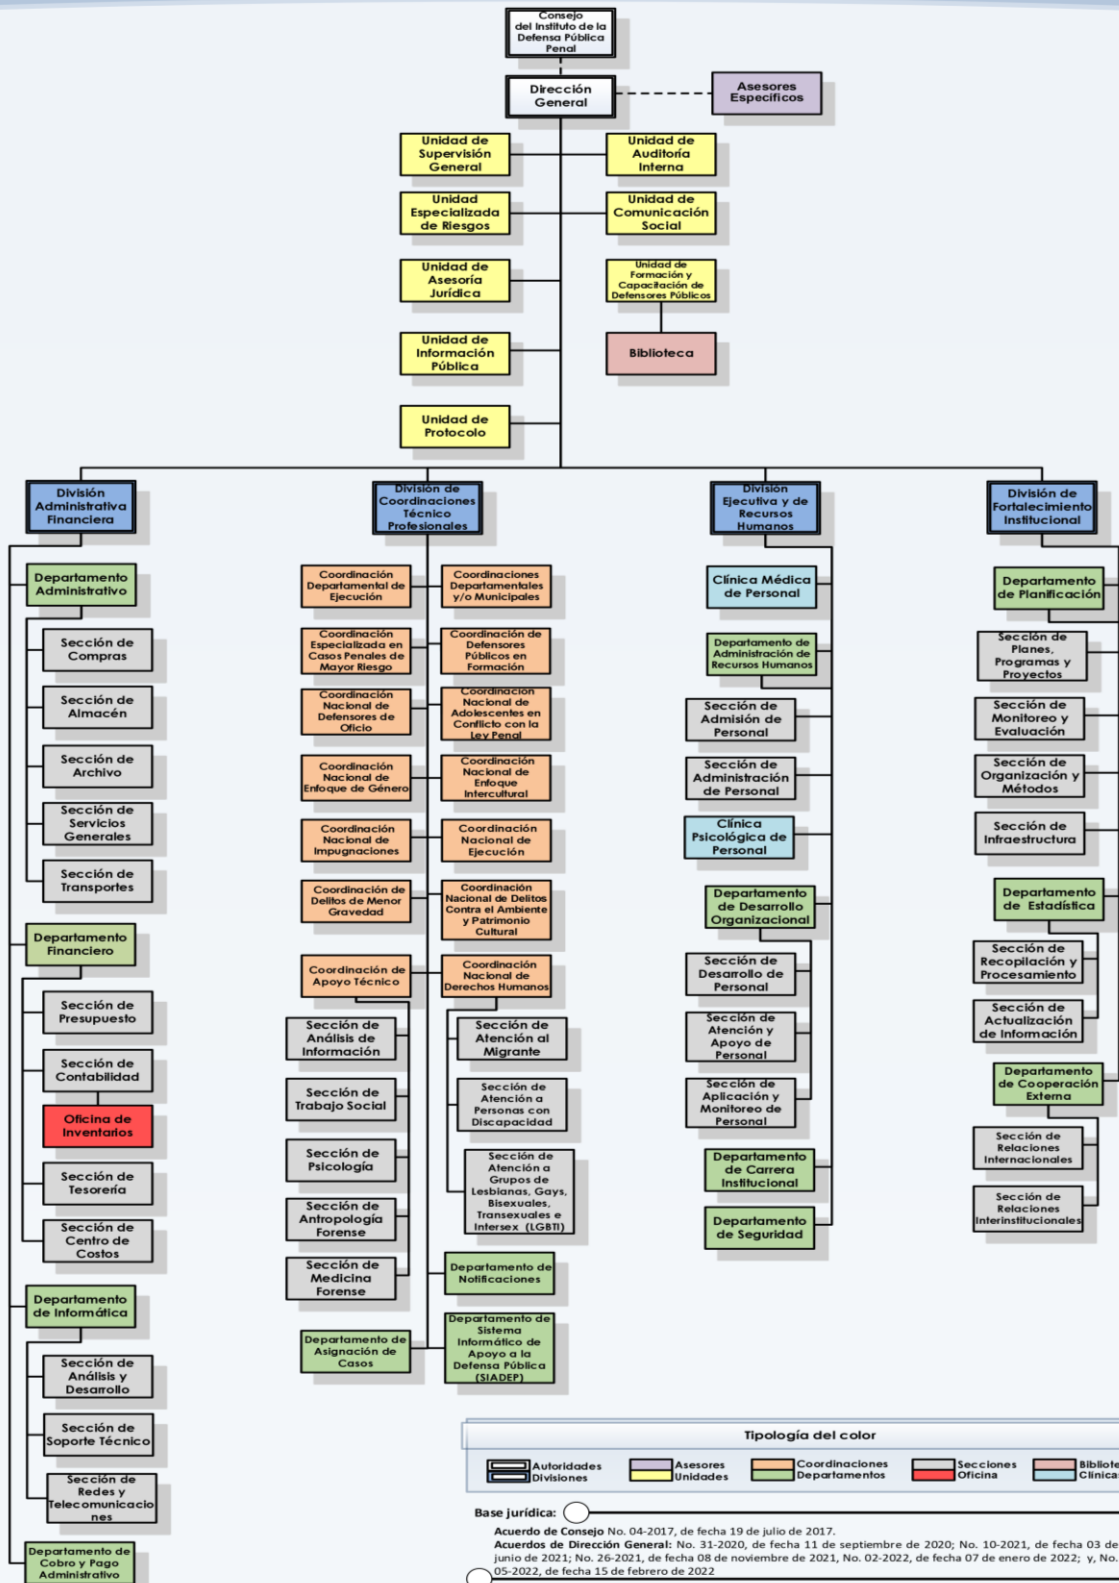 Consejo
del Instituto de la
Defensa Pública
Penal
Dirección
General
Asesores
Específicos
Unidad de
Supervisión
General
Unidad de
Auditoría
Interna
Unidad
Especializada
de Riesgos
Unidad de
Comunicación
Social
Unidad de
Asesoría
Jurídica
Unidad de
Formación y
Capacitación de
Defensores Públicos
Unidad de
Información
Pública
Biblioteca
Unidad de
Protocolo
División
Administrativa
Financiera
Departamento
Administrativo
Sección de
Compras
Sección de
Almacén
Sección de
Archivo
Sección de
Servicios
Generales
Sección de
Transportes
Departamento
Financiero
Sección de
Presupuesto
Sección de
Contabilidad
Oficina de
Inventarios
Sección de
Tesorería
Sección de
Centro de
Costos
Departamento
de Informática
Sección de
Análisis y
Desarrollo
Sección de
Soporte Técnico
Sección de
Redes y
Telecomunicacio
nes
Departamento de
Cobro y Pago
Administrativo
División de
Coordinaciones
Técnico
Profesionales
Coordinación
Departamental de
Ejecución
Coordinaciones
Departamentales
y/o Municipales
Coordinación
Especializada en
Casos Penales de
Mayor Riesgo
Coordinación de
Defensores
Públicos en
Formación
Coordinación
Nacional de
Defensores de
Oficio
Coordinación
Nacional de
Adolescentes en
Conflicto con la
Ley Penal
Coordinación
Nacional de
Enfoque de Género
Coordinación
Nacional de
Enfoque
Intercultural
Coordinación
Nacional de
Impugnaciones
Coordinación
Nacional de
Ejecución
Coordinación de
Delitos de Menor
Gravedad
Coordinación
Nacional de Delitos
Contra el Ambiente
y Patrimonio
Cultural
Coordinación de
Apoyo Técnico
Coordinación
Nacional de
Derechos Humanos
Sección de
Análisis de
Información
Sección de
Trabajo Social
Sección de
Psicología
Sección de
Antropología
Forense
Sección de
Medicina
Forense
Sección de
Atención al
Migrante
Sección de
Atención a
Personas con
Discapacidad
Sección de
Atención a
Grupos de
Lesbianas, Gays,
Bisexuales,
Transexuales e
Intersex (LGBTI)
Departamento de
Notificaciones
Departamento de
Asignación de
Casos
Departamento de
Sistema
Informático de
Apoyo a la
Defensa Pública
(SIADEP)
División
Ejecutiva y de
Recursos
Humanos
Clínica Médica
de Personal
Departamento de
Administración de
Recursos Humanos
Sección de
Admisión de
Personal
Sección de
Administración
de Personal
Clínica
Psicológica de
Personal
Departamento
de Desarrollo
Organizacional
Sección de
Desarrollo de
Personal
Sección de
Atención y
Apoyo de
Personal
Sección de
Aplicación y
Monitoreo de
Personal
Departamento
de Carrera
Institucional
Departamento
de Seguridad
División de
Fortalecimiento
Institucional
Departamento
de Planificación
Sección de
Planes,
Programas y
Proyectos
Sección de
Monitoreo y
Evaluación
Sección de
Organización y
Métodos
Sección de
Infraestructura
Departamento
de Estadística
Sección de
Recopilación y
Procesamiento
Sección de
Actualización
de Información
Departamento
de Cooperación
Externa
Sección de
Relaciones
Internacionales
Sección de
Relaciones
Interinstitucionales
Tipología del color
Autoridades
Divisiones
Asesores
Unidades
Coordinaciones
Departamentos
Secciones
Oficina
Bibliote
Clínica
Base jurídica:
Acuerdo de Consejo No. 04-2017, de fecha 19 de julio de 2017.
Acuerdos de Dirección General: No. 31-2020, de fecha 11 de septiembre de 2020; No. 10-2021, de fecha 03 de
junio de 2021; No. 26-2021, de fecha 08 de noviembre de 2021, No. 02-2022, de fecha 07 de enero de 2022; y, No.
05-2022, de fecha 15 de febrero de 2022